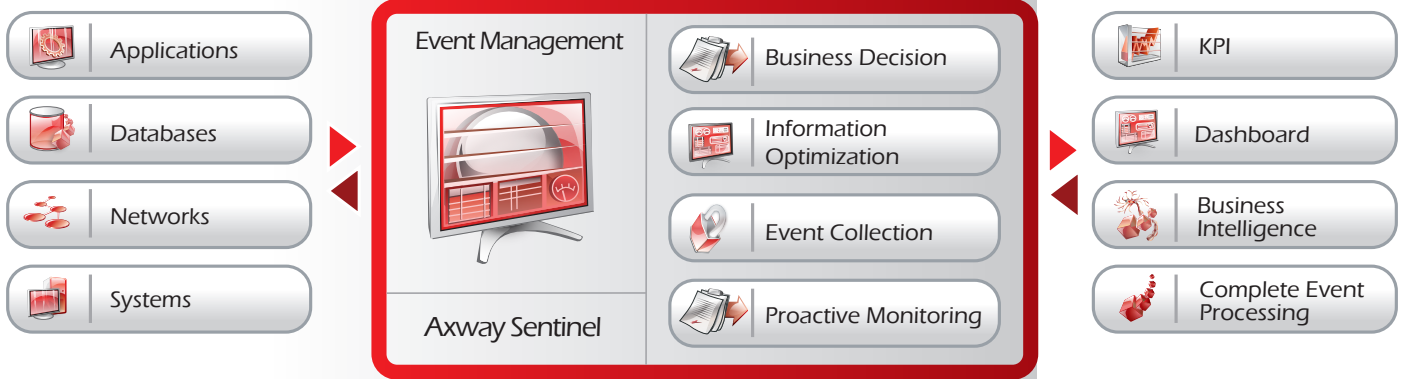 Applications
Databases
Networks
Systems
Event Management
Axway Sentinel
Business Decision
Information
Optimization
Event Collection
Proactive Monitoring
KPI
Dashboard
Business
Intelligence
Complete Event
Processing